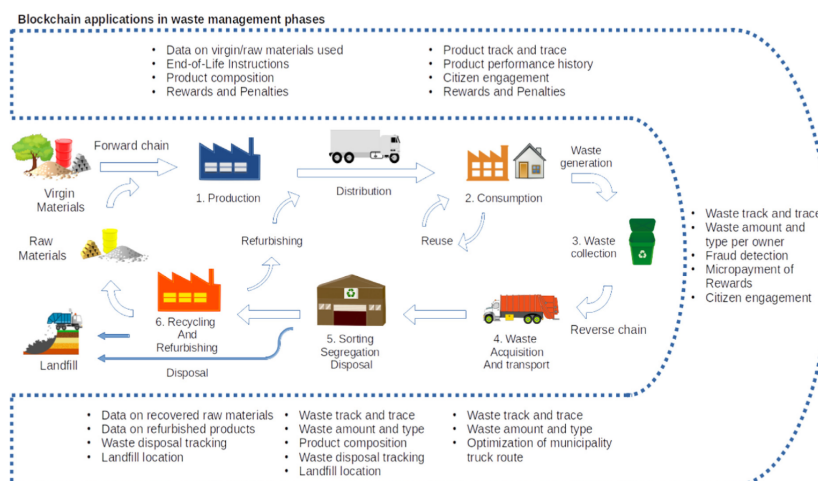 Blockchain applications in waste management phases
• Data on virgin/raw materials used
• End-of-Life Instructions
• Product composition
• Rewards and Penalties
• Product track and trace
• Product performance history
• Citizen engagement
• Rewards and Penalties
Forward chain
Virgin
Materials
1. Production
Distribution
2. Consumption
Waste
generation
Raw
Materials
Refurbishing
Reuse
3. Waste
collection
• Waste track and trace
• Waste amount and
type per owner
• Fraud detection
• Micropayment of
Rewards
• Citizen engagement
Landfill
6. Recycling
And
Refurbishing
Disposal
5. Sorting
Segregation
Disposal
4. Waste
Acquisition
And transport
Reverse chain
• Data on recovered raw materials
• Data on refurbished products
• Waste disposal tracking
• Landfill location
• Waste track and trace
• Waste amount and type
• Product composition
• Waste disposal tracking
• Landfill location
• Waste track and trace
• Waste amount and type
• Optimization of municipality
truck route